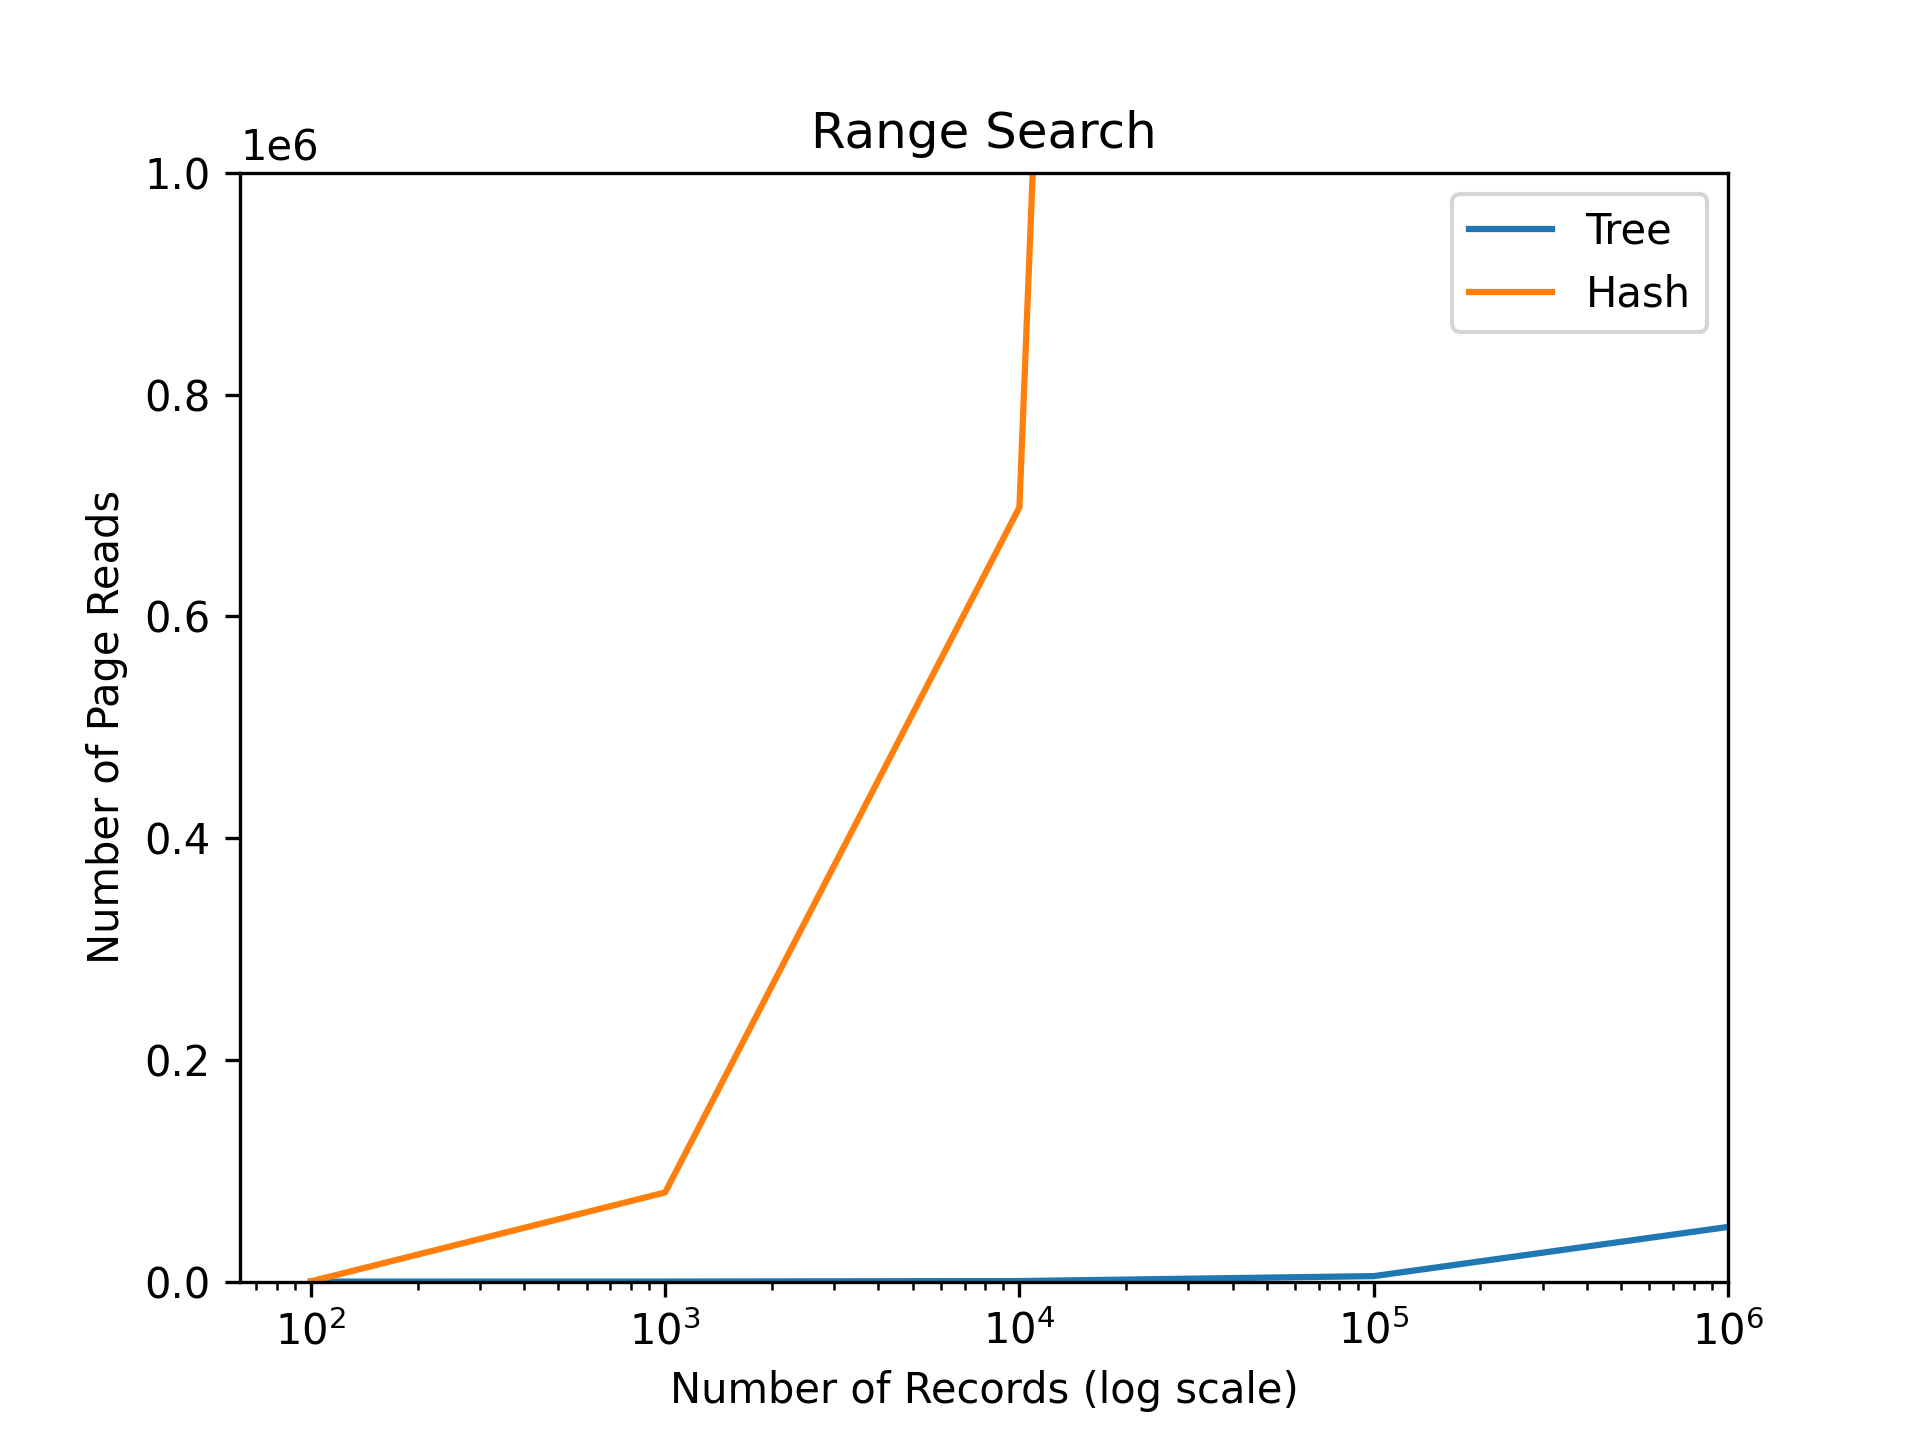 Range Search
1e6
1.0
0.8
0.6
0.4
0.2
0.0
Number of Page Reads
Tree
Hash
10²
10³
10⁴
10⁵
10⁶
Number of Records (log scale)